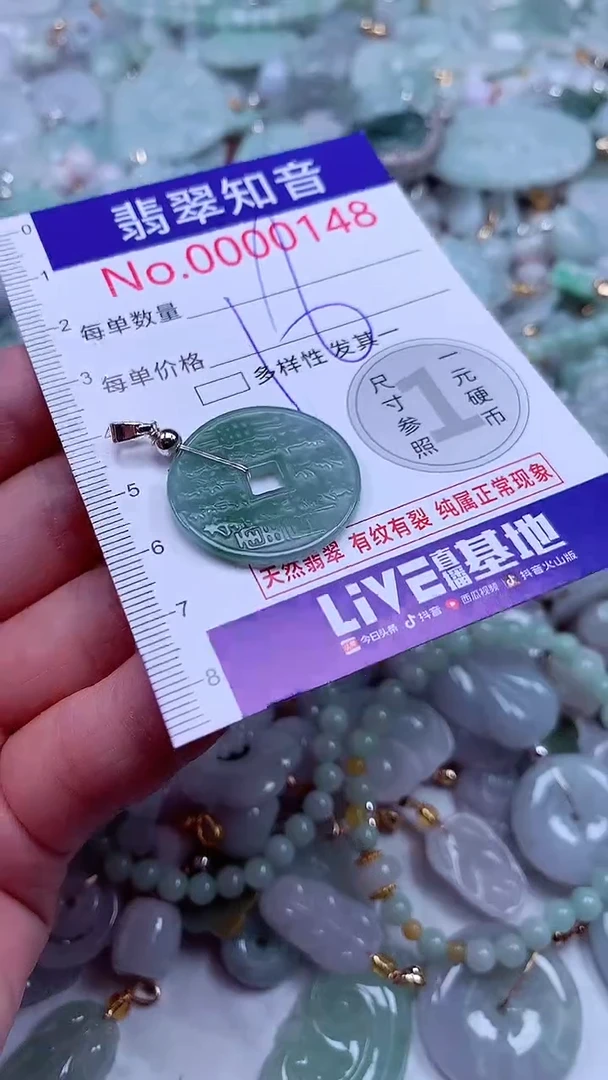 翡翠知音
No.0000148
每单数量
每单价格
多样性 发其一
尺寸参照
1
一元硬币
天然翡翠 有纹有裂 纯属正常现象
LiVE直播基地
今日头条 抖音 西瓜视频 抖音火山版
0
1
2
3
5
6
7
8